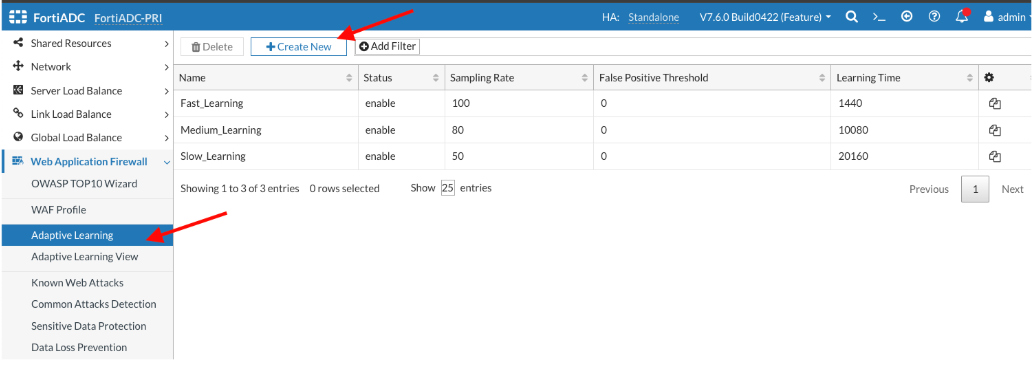 FortiADC FortiADC-PRI HA: Standalone V7.6.0 Build0422 (Feature) admin
Shared Resources
Network
Server Load Balance
Link Load Balance
Global Load Balance
Web Application Firewall
OWASP TOP10 Wizard
WAF Profile
Adaptive Learning
Adaptive Learning View
Known Web Attacks
Common Attacks Detection
Sensitive Data Protection
Data Loss Prevention
Delete Create New Add Filter
Name Status Sampling Rate False Positive Threshold Learning Time
Fast_Learning enable 100 0 1440
Medium_Learning enable 80 0 10080
Slow_Learning enable 50 0 20160
Showing 1 to 3 of 3 entries 0 rows selected Show 25 entries Previous 1 Next